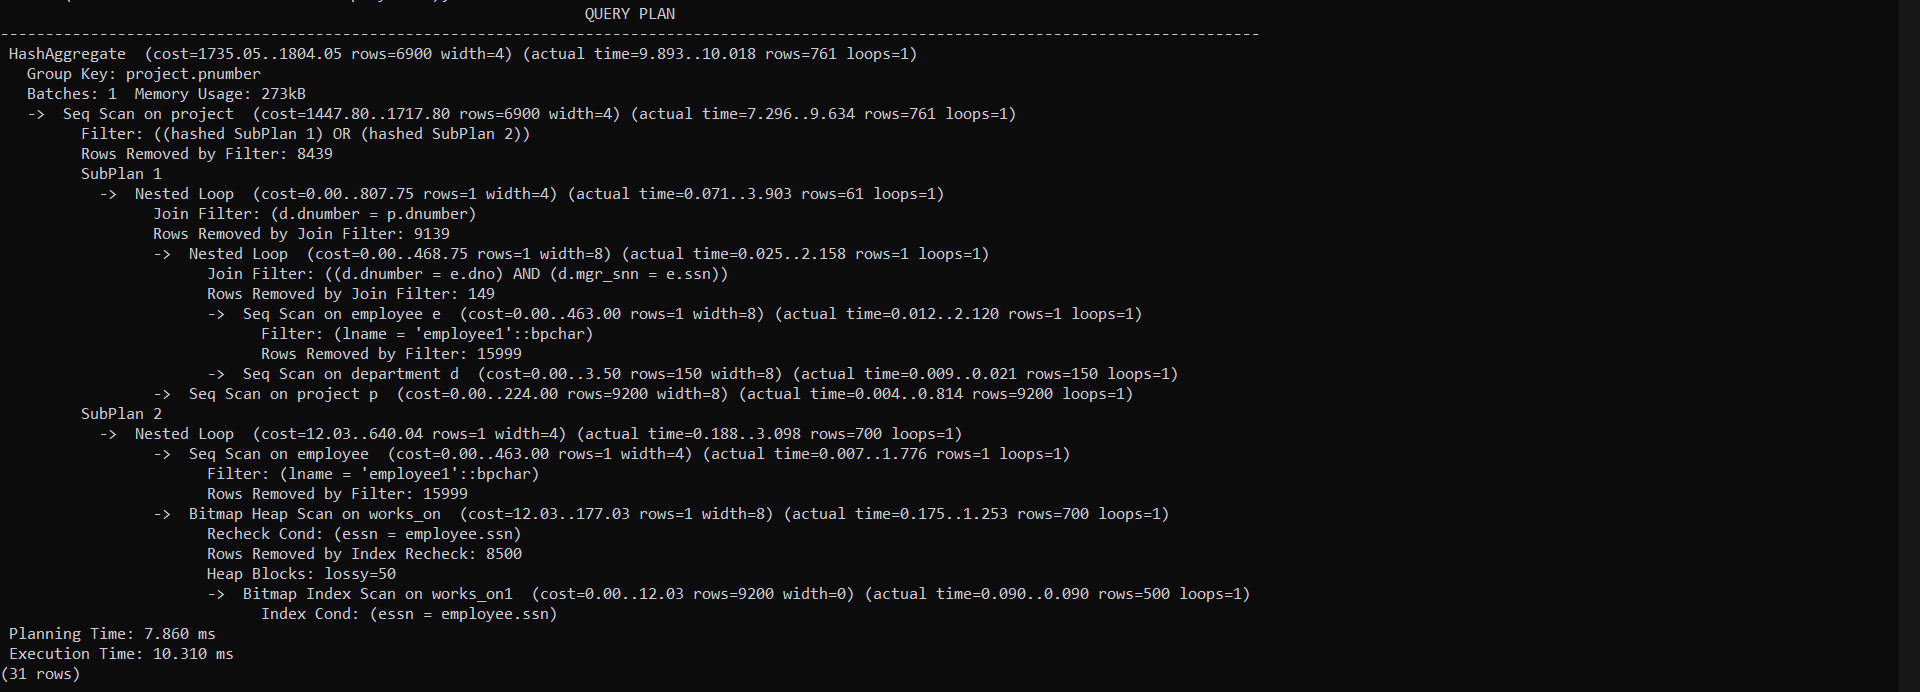 QUERY PLAN
------------------------------------------------------------------------------------------------------------------------------------------------
HashAggregate  (cost=1735.05..1804.05 rows=6900 width=4) (actual time=9.893..10.018 rows=761 loops=1)
  Group Key: project.pnumber
  Batches: 1  Memory Usage: 273kB
  ->  Seq Scan on project  (cost=1447.80..1717.80 rows=6900 width=4) (actual time=7.296..9.634 rows=761 loops=1)
        Filter: ((hashed SubPlan 1) OR (hashed SubPlan 2))
        Rows Removed by Filter: 8439
        SubPlan 1
          ->  Nested Loop  (cost=0.00..807.75 rows=1 width=4) (actual time=0.071..3.903 rows=61 loops=1)
                Join Filter: (d.dnumber = p.dnumber)
                Rows Removed by Join Filter: 9139
                ->  Nested Loop  (cost=0.00..468.75 rows=1 width=8) (actual time=0.025..2.158 rows=1 loops=1)
                      Join Filter: ((d.dnumber = e.dno) AND (d.mgr_snn = e.ssn))
                      Rows Removed by Join Filter: 149
                      ->  Seq Scan on employee e  (cost=0.00..463.00 rows=1 width=8) (actual time=0.012..2.120 rows=1 loops=1)
                            Filter: (lname = 'employee1'::bpchar)
                            Rows Removed by Filter: 15999
                      ->  Seq Scan on department d  (cost=0.00..3.50 rows=150 width=8) (actual time=0.009..0.021 rows=150 loops=1)
                ->  Seq Scan on project p  (cost=0.00..224.00 rows=9200 width=8) (actual time=0.004..0.814 rows=9200 loops=1)
        SubPlan 2
          ->  Nested Loop  (cost=12.03..640.04 rows=1 width=4) (actual time=0.188..3.098 rows=700 loops=1)
                ->  Seq Scan on employee  (cost=0.00..463.00 rows=1 width=4) (actual time=0.007..1.776 rows=1 loops=1)
                      Filter: (lname = 'employee1'::bpchar)
                      Rows Removed by Filter: 15999
                ->  Bitmap Heap Scan on works_on  (cost=12.03..177.03 rows=1 width=8) (actual time=0.175..1.253 rows=700 loops=1)
                      Recheck Cond: (essn = employee.ssn)
                      Rows Removed by Index Recheck: 8500
                      Heap Blocks: lossy=50
                      ->  Bitmap Index Scan on works_on1  (cost=0.00..12.03 rows=9200 width=0) (actual time=0.090..0.090 rows=500 loops=1)
                            Index Cond: (essn = employee.ssn)
Planning Time: 7.860 ms
Execution Time: 10.310 ms
(31 rows)